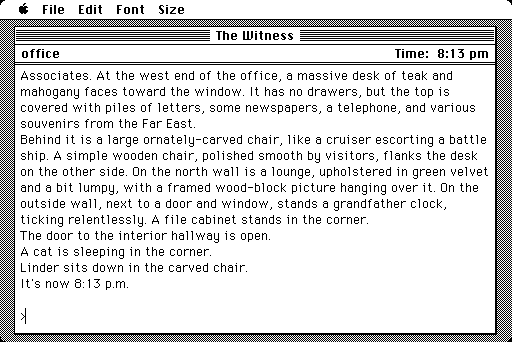 File Edit Font Size
The Witness
office Time: 8:13 pm
Associates. At the west end of the office, a massive desk of teak and
mahogany faces toward the window. It has no drawers, but the top is
covered with piles of letters, some newspapers, a telephone, and various
souvenirs from the Far East.
Behind it is a large ornately-carved chair, like a cruiser escorting a battle
ship. A simple wooden chair, polished smooth by visitors, flanks the desk
on the other side. On the north wall is a lounge, upholstered in green velvet
and a bit lumpy, with a framed wood-block picture hanging over it. On the
outside wall, next to a door and window, stands a grandfather clock,
ticking relentlessly. A file cabinet stands in the corner.
The door to the interior hallway is open.
A cat is sleeping in the corner.
Linder sits down in the carved chair.
It's now 8:13 p.m.
>